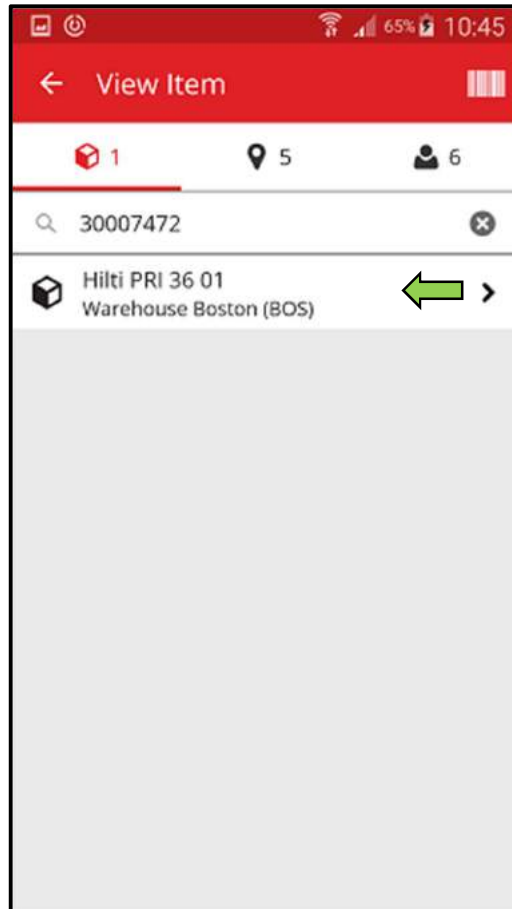 65% 10:45
View Item
1 5 6
30007472
Hilti PRI 36 01
Warehouse Boston (BOS)